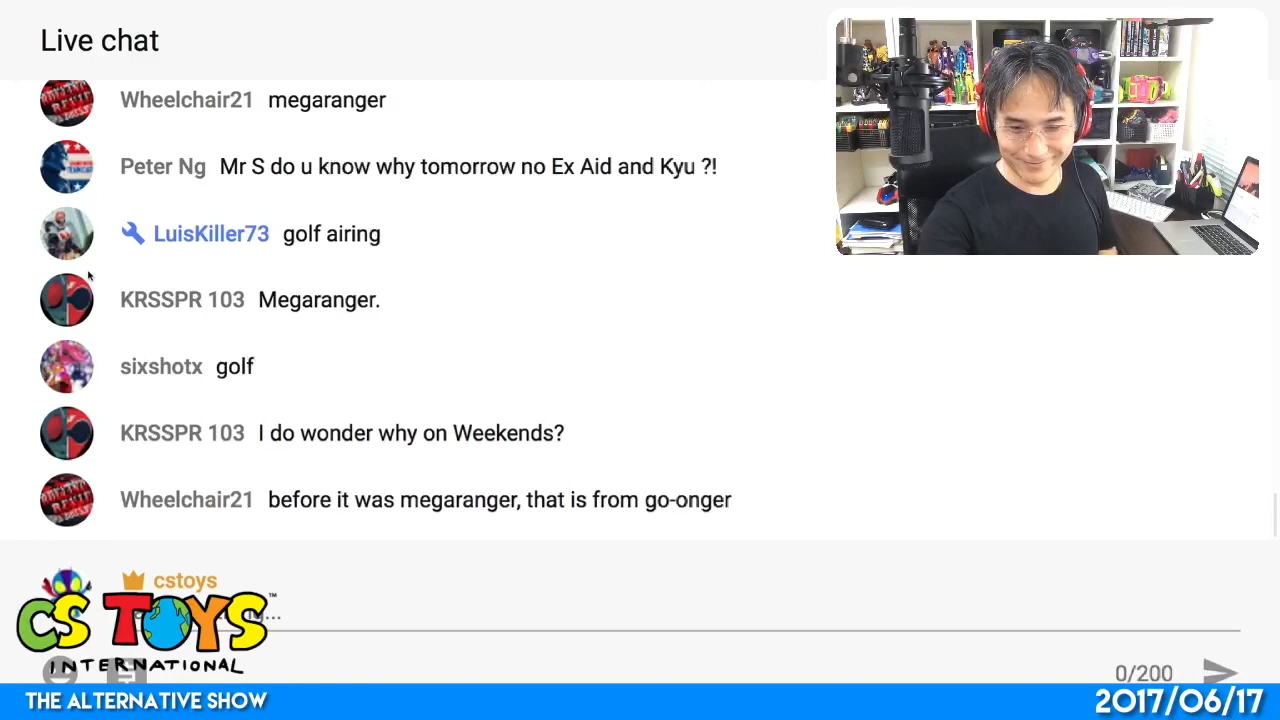 Live chat
Wheelchair21 megaranger
Peter Ng Mr S do u know why tomorrow no Ex Aid and Kyu ?!
LuisKiller73 golf airing
KRSSPR 103 Megaranger.
sixshotx golf
KRSSPR 103 I do wonder why on Weekends?
Wheelchair21 before it was megaranger, that is from go-onger
cstoys
CS TOYS™
INTERNATIONAL
0/200
THE ALTERNATIVE SHOW
2017/06/17